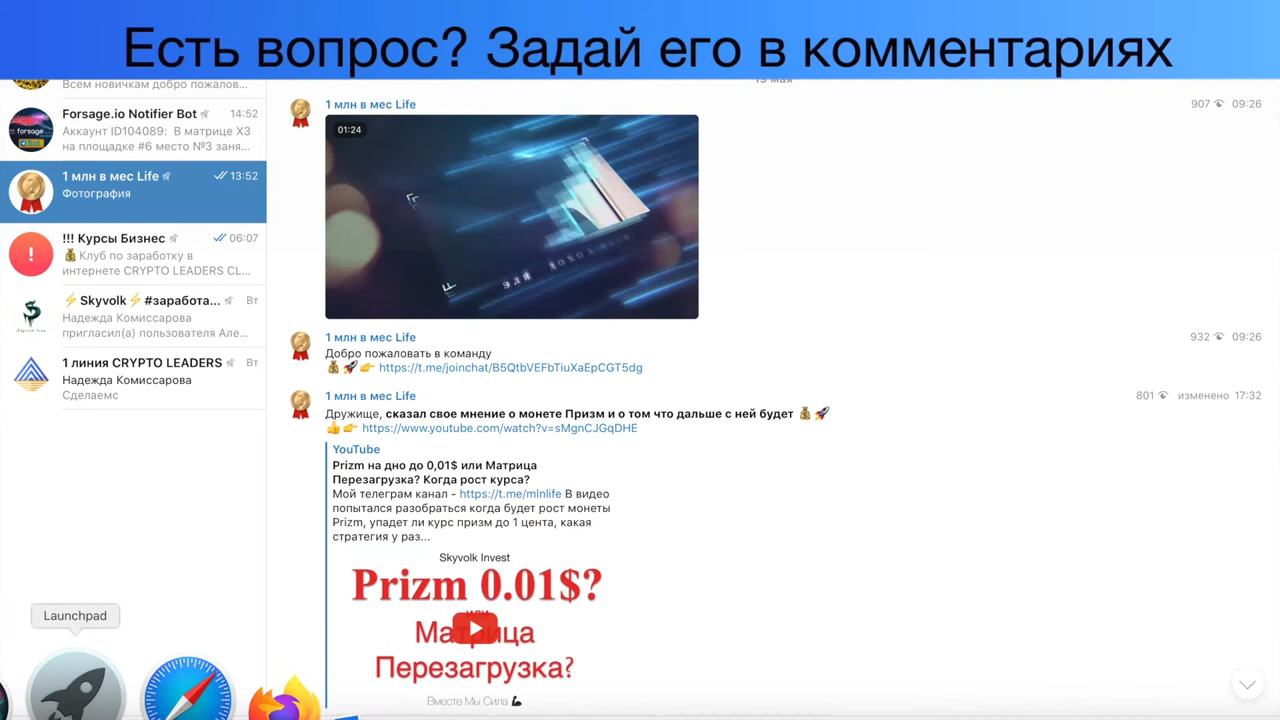 Есть вопрос? Задай его в комментариях
Всем новичкам добро пожалов...
Forsage.io Notifier Bot 14:52
Аккаунт ID104089: В матрице X3
на площадке #6 место №3 заня...
1 млн в мес Life 13:52
Фотография
!!! Курсы Бизнес 06:07
💰Клуб по заработку в
интернете CRYPTO LEADERS CL...
⚡Skyvolk⚡#заработа... Вт
Надежда Комиссарова
пригласил(а) пользователя Але...
1 линия CRYPTO LEADERS Вт
Надежда Комиссарова
Сделаемс
Launchpad
1 млн в мес Life 907 09:26
01:24
для доходов
1 млн в мес Life 932 09:26
Добро пожаловать в команду
💰🚀👉 https://t.me/joinchat/B5QtbVEFbTiuXaEpCGT5dg
1 млн в мес Life 801 изменено 17:32
Дружище, сказал свое мнение о монете Призм и о том что дальше с ней будет 💰🚀
👍👉 https://www.youtube.com/watch?v=sMgnCJGqDHE
YouTube
Prizm на дно до 0,01$ или Матрица
Перезагрузка? Когда рост курса?
Мой телеграм канал - https://t.me/mlnlife В видео
попытался разобраться когда будет рост монеты
Prizm, упадет ли курс призм до 1 цента, какая
стратегия у раз...
Skyvolk Invest
Prizm 0.01$?
или
Матрица
Перезагрузка?
Вместе Мы Сила 💪